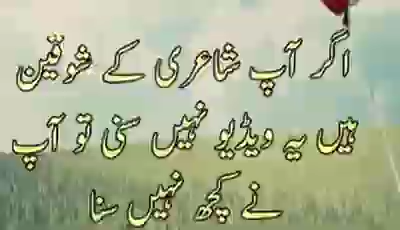 اگر آپ شاعری کے شوقین
ہیں یہ ویڈیو نہیں سنی تو آپ
نے کچھ نہیں سنا